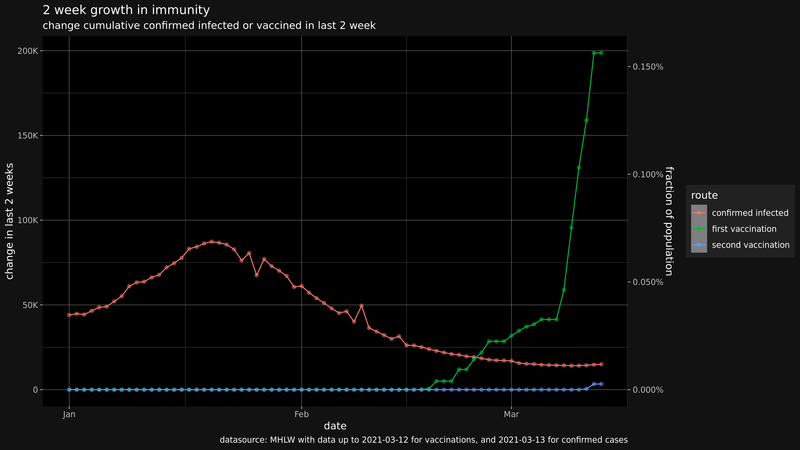 2 week growth in immunity
change cumulative confirmed infected or vaccined in last 2 week
200K
150K
100K
50K
0
change in last 2 weeks
0.150%
0.100%
0.050%
0.000%
fraction of population
route
confirmed infected
first vaccination
second vaccination
Jan
Feb
Mar
date
datasource: MHLW with data up to 2021-03-12 for vaccinations, and 2021-03-13 for confirmed cases